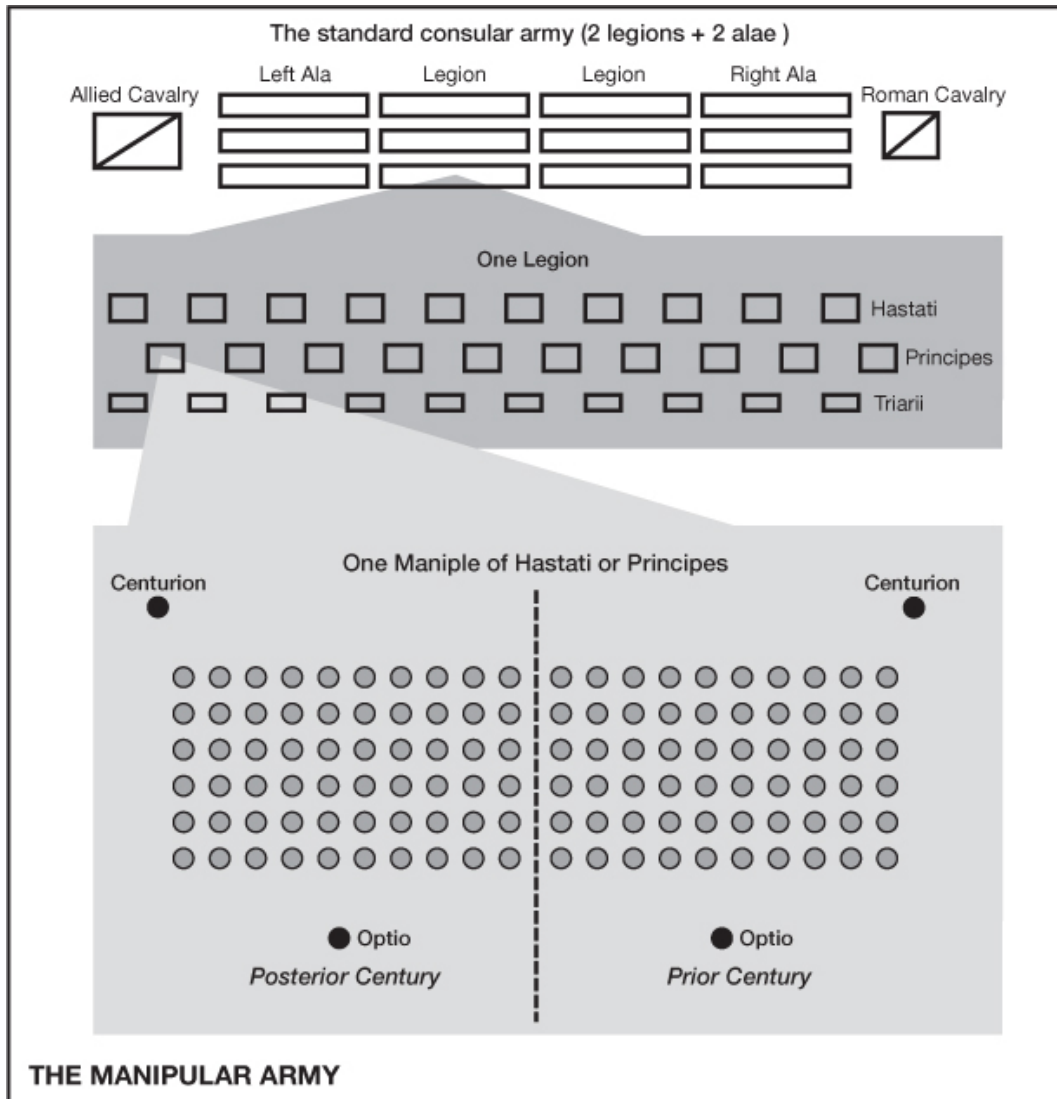 The standard consular army (2 legions + 2 alae )
Left Ala Legion Legion Right Ala
Allied Cavalry Roman Cavalry
One Legion
Hastati
Principes
Triarii
One Maniple of Hastati or Principes
Centurion Centurion
Optio Optio
Posterior Century Prior Century
THE MANIPULAR ARMY